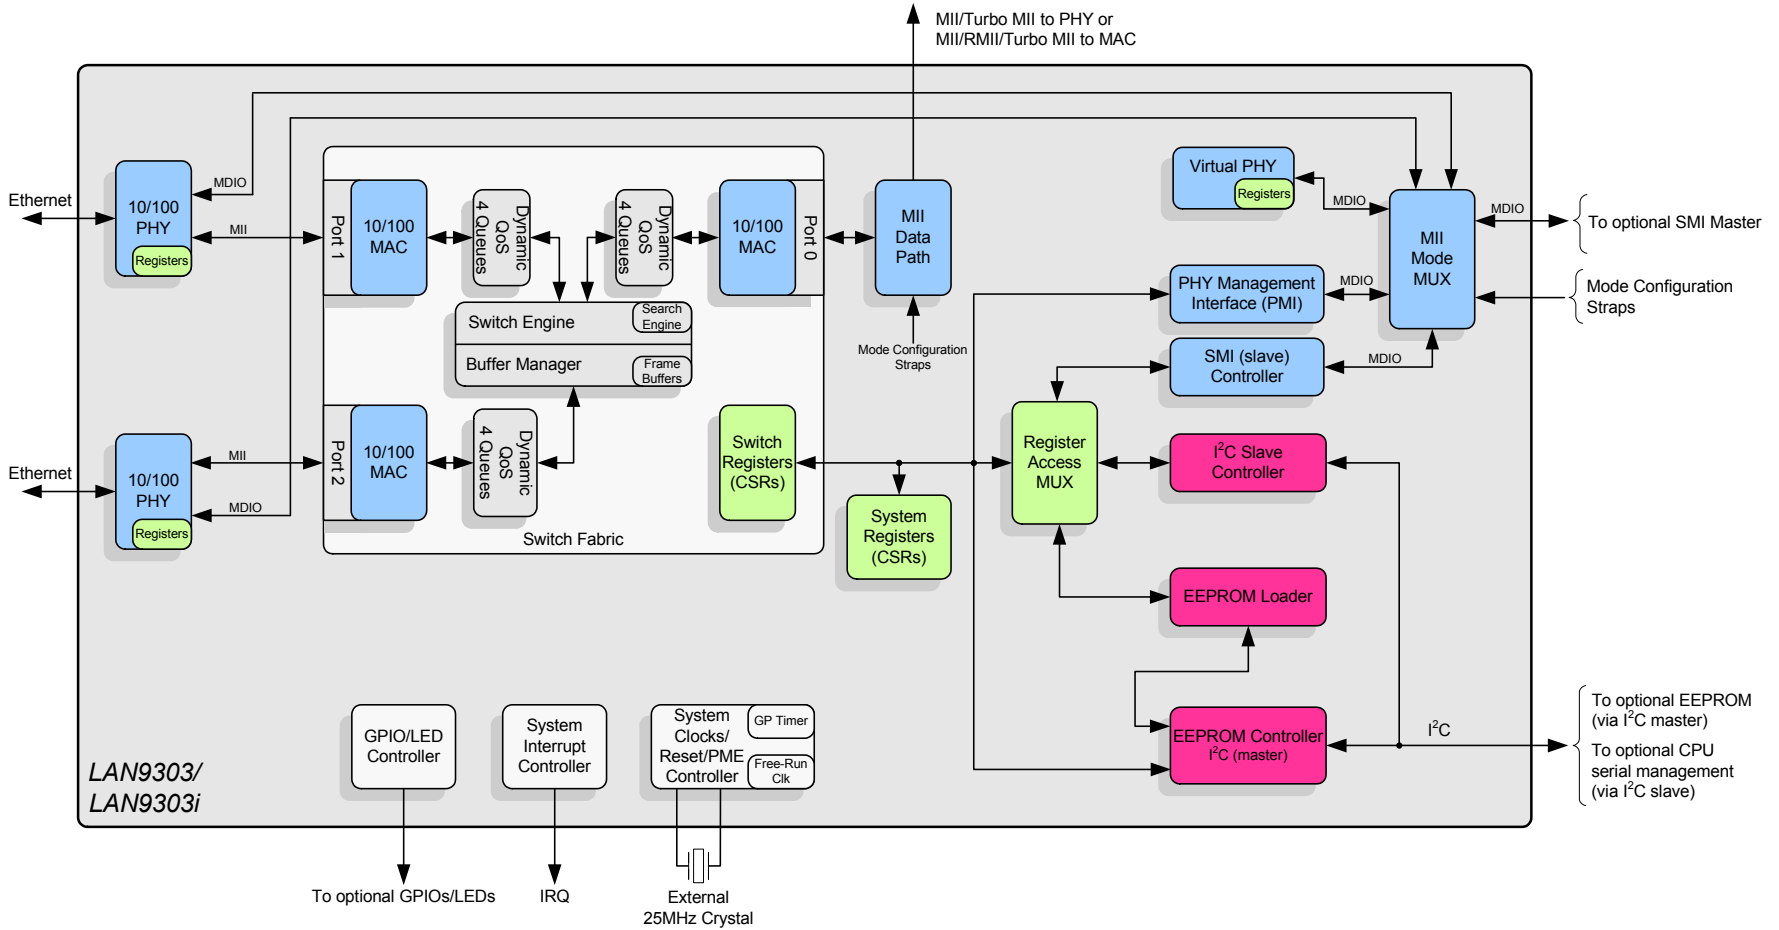 MII/Turbo MII to PHY or
MII/RMII/Turbo MII to MAC
Ethernet
10/100
PHY
Registers
MDIO
MII
Port 1
10/100
MAC
Dynamic
QoS
4 Queues
Dynamic
QoS
4 Queues
10/100
MAC
Port 0
MII
Data
Path
Mode Configuration
Straps
Switch Engine
Search
Engine
Buffer Manager
Frame
Buffers
Virtual PHY
Registers
MDIO
MII
Mode
MUX
MDIO
To optional SMI Master
Mode Configuration
Straps
PHY Management
Interface (PMI)
MDIO
SMI (slave)
Controller
MDIO
Ethernet
10/100
PHY
Registers
MII
MDIO
Port 2
10/100
MAC
Dynamic
QoS
4 Queues
Switch
Registers
(CSRs)
Switch Fabric
System
Registers
(CSRs)
Register
Access
MUX
I²C Slave
Controller
EEPROM Loader
EEPROM Controller
I²C (master)
I²C
To optional EEPROM
(via I²C master)
To optional CPU
serial management
(via I²C slave)
LAN9303/
LAN9303i
GPIO/LED
Controller
System
Interrupt
Controller
System
Clocks/
Reset/PME
Controller
GP Timer
Free-Run
Clk
To optional GPIOs/LEDs
IRQ
External
25MHz Crystal